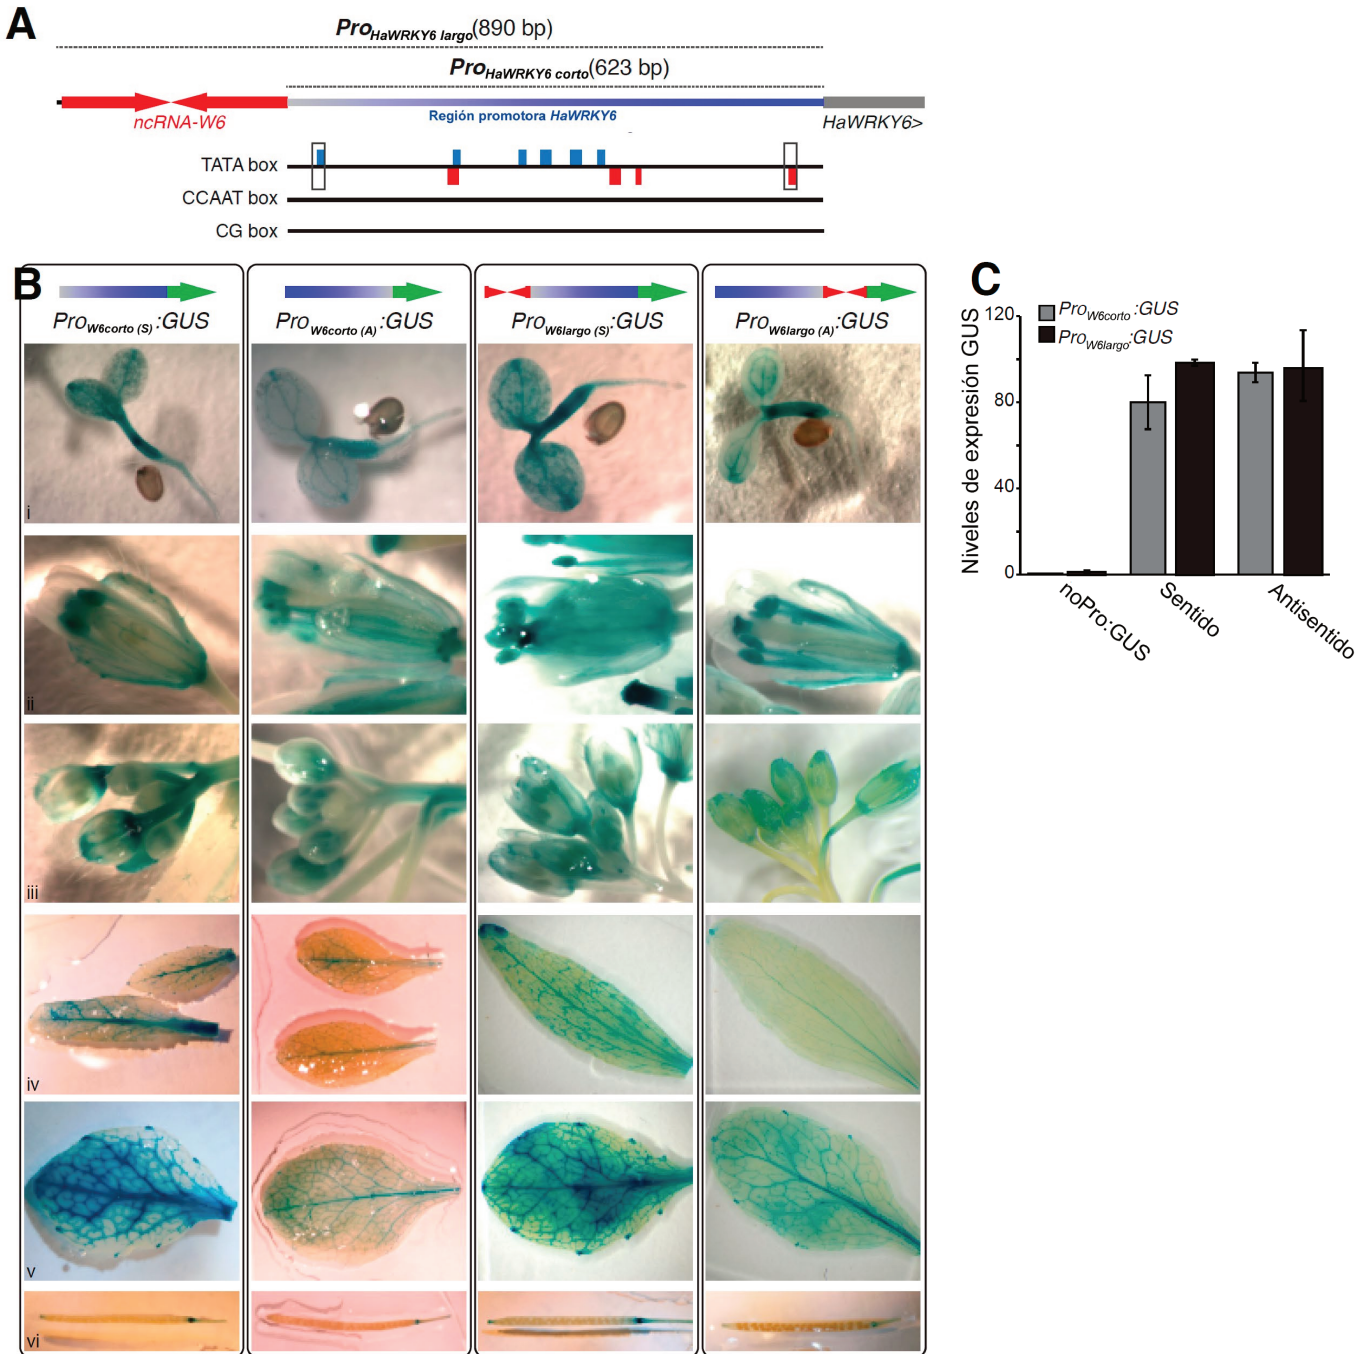 A
ProHaWRKY6 largo(890 bp)
ProHaWRKY6 corto(623 bp)
ncRNA-W6
Región promotora HaWRKY6
HaWRKY6>
TATA box
CCAAT box
CG box
B
ProW6corto (S):GUS
ProW6corto (A):GUS
ProW6largo (S):GUS
ProW6largo (A):GUS
i
ii
iii
iv
v
vi
C
Niveles de expresión GUS
120
80
40
0
ProW6corto:GUS
ProW6largo:GUS
noPro:GUS
Sentido
Antisentido